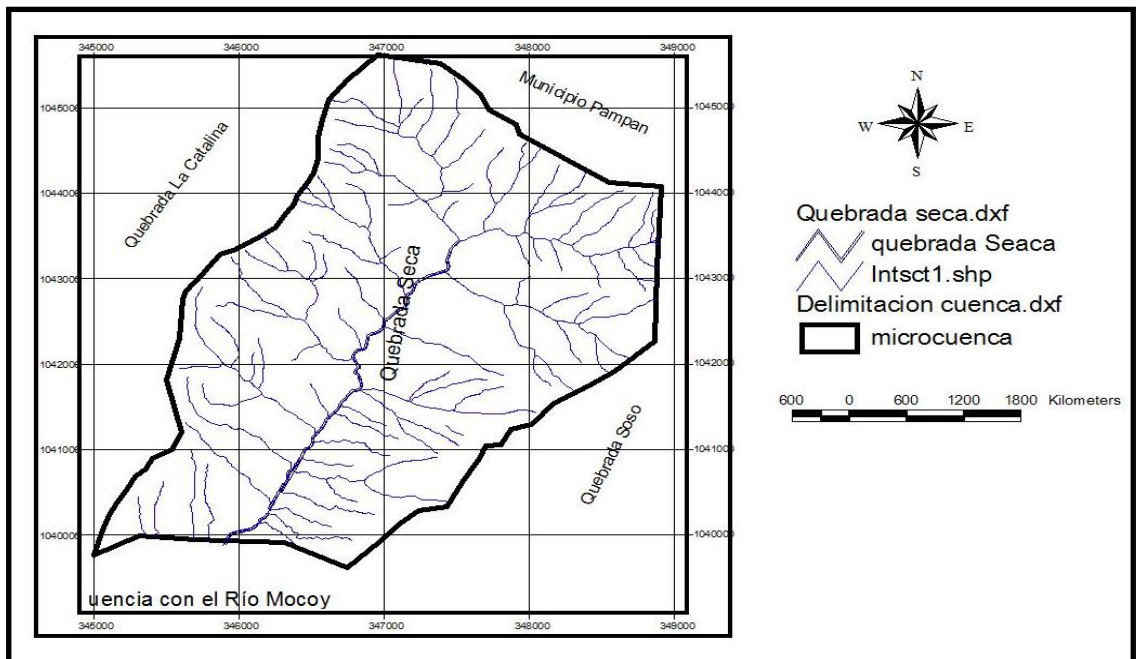 345000 346000 347000 348000 349000
Municipio Pampan
Quebrada La Catalina
1045000
1044000
1043000
1042000
1041000
1040000
Quebrada Seca
Quebrada Soso
uencia con el Río Mocoy
345000 346000 347000 348000 349000
N
W E
S
Quebrada seca.dxf
quebrada Seaca
Intsct1.shp
Delimitacion cuenca.dxf
microcuenca
600 0 600 1200 1800 Kilometers